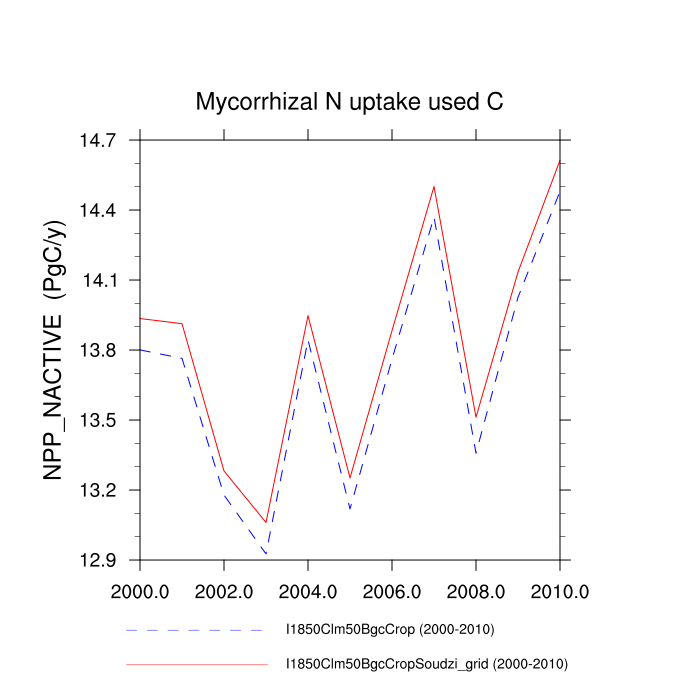 Mycorrhizal N uptake used C
NPP_NACTIVE (PgC/y)
14.7
14.4
14.1
13.8
13.5
13.2
12.9
2000.0 2002.0 2004.0 2006.0 2008.0 2010.0
I1850Clm50BgcCrop (2000-2010)
I1850Clm50BgcCropSoudzi_grid (2000-2010)